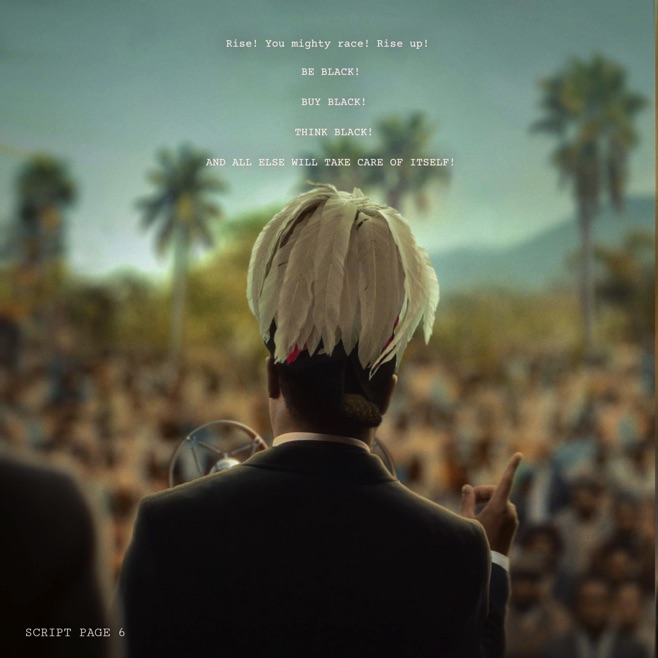 Rise! You mighty race! Rise up!
BE BLACK!
BUY BLACK!
THINK BLACK!
AND ALL ELSE WILL TAKE CARE OF ITSELF!
SCRIPT PAGE 6